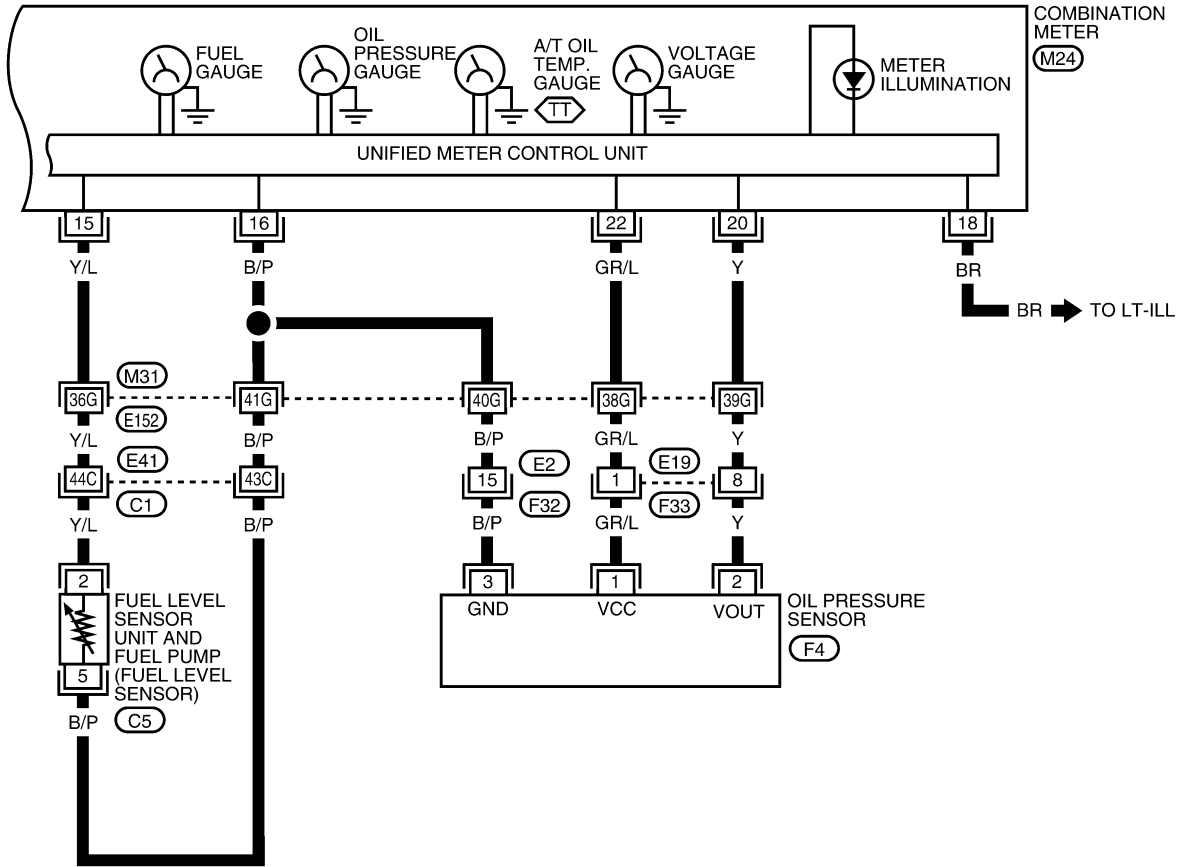 COMBINATION
METER
M24
FUEL
GAUGE
OIL
PRESSURE
GAUGE
A/T OIL
TEMP.
GAUGE
TT
VOLTAGE
GAUGE
METER
ILLUMINATION
UNIFIED METER CONTROL UNIT
15
16
22
20
18
Y/L
B/P
GR/L
Y
BR
BR
TO LT-ILL
M31
36G
41G
40G
38G
39G
E152
Y/L
B/P
B/P
GR/L
Y
E41
E2
E19
44C
43C
15
1
8
C1
F32
F33
Y/L
B/P
B/P
GR/L
Y
2
3
1
2
GND
VCC
VOUT
FUEL LEVEL
SENSOR
UNIT AND
FUEL PUMP
(FUEL LEVEL
SENSOR)
OIL PRESSURE
SENSOR
F4
5
B/P
C5